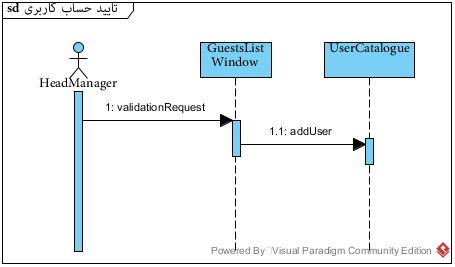 sd تایید حساب کاربری
GuestsList
Window
UserCatalogue
HeadManager
1: validationRequest
1.1: addUser
Powered By Visual Paradigm Community Edition